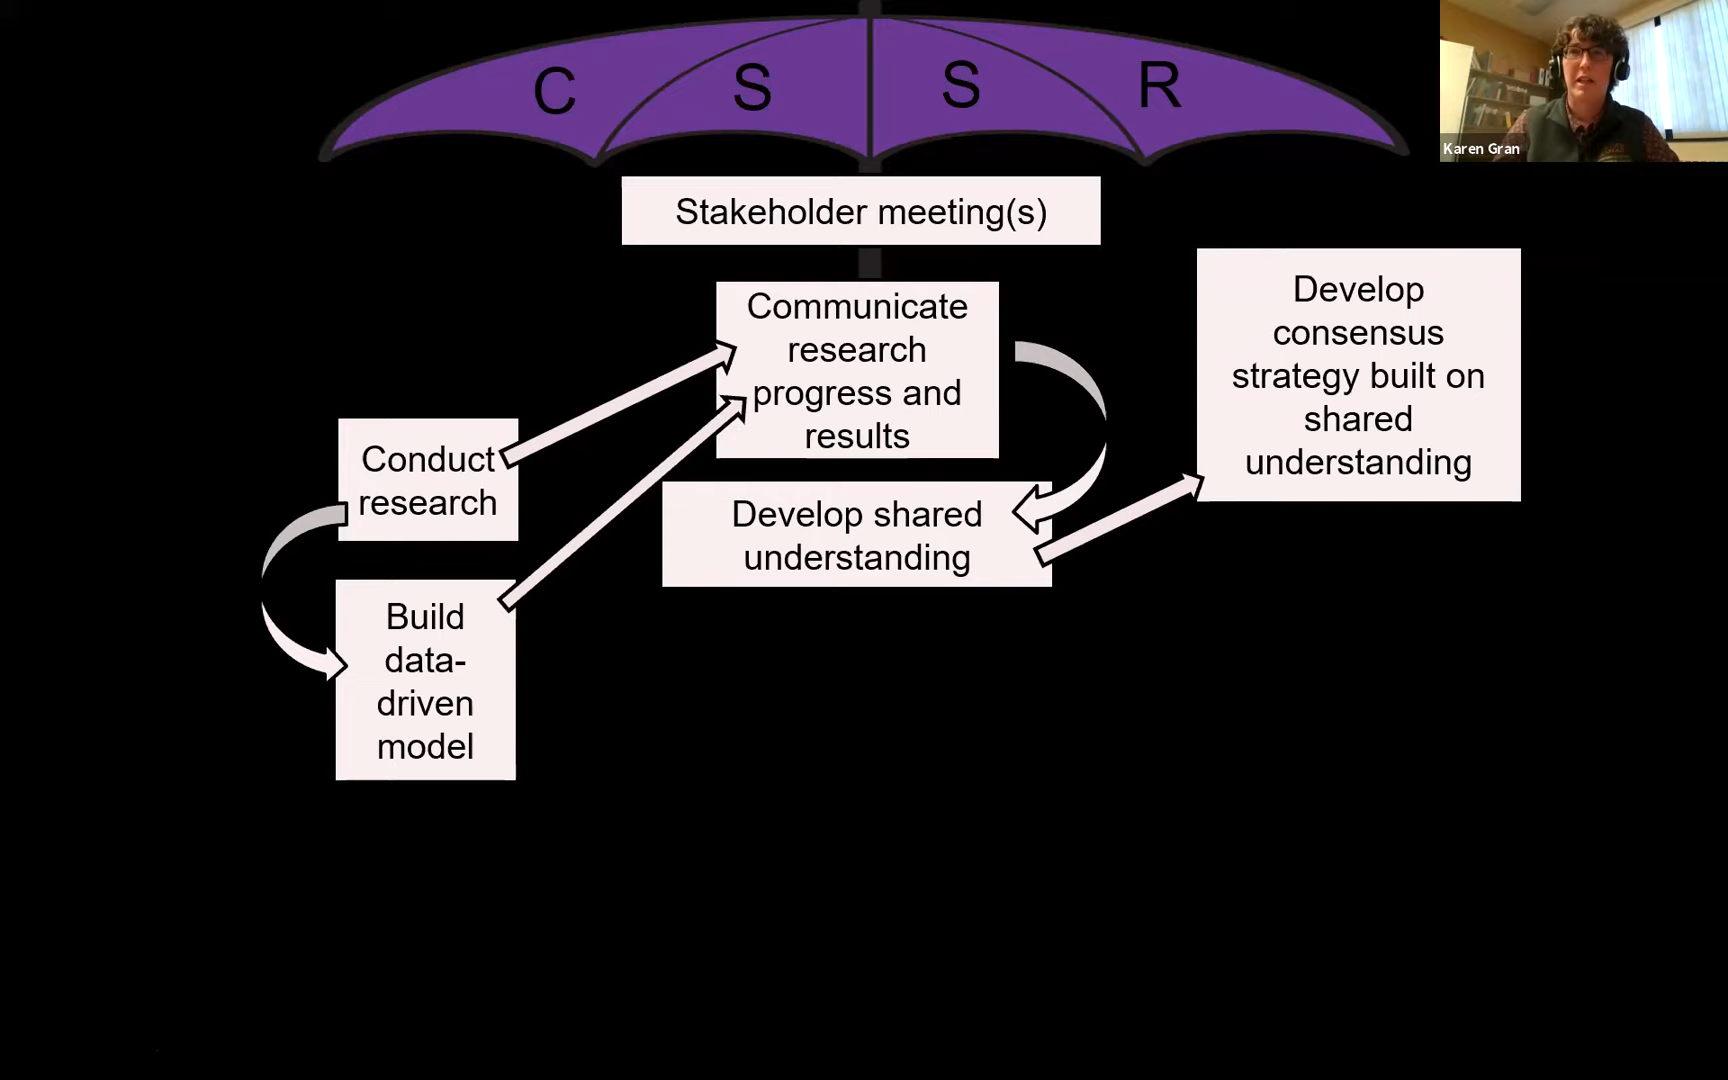 C S S R
Karen Gran
Stakeholder meeting(s)
Communicate
research
progress and
results
Develop
consensus
strategy built on
shared
understanding
Conduct
research
Develop shared
understanding
Build
data-
driven
model